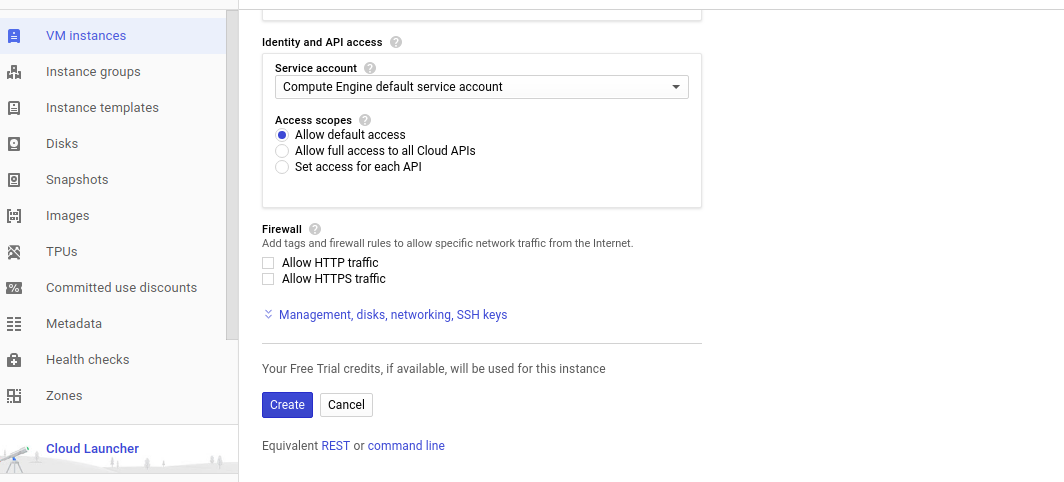 VM instances
Instance groups
Instance templates
Disks
Snapshots
Images
TPUs
Committed use discounts
Metadata
Health checks
Zones
Cloud Launcher
Identity and API access ?
Service account ?
Compute Engine default service account
Access scopes ?
Allow default access
Allow full access to all Cloud APIs
Set access for each API
Firewall ?
Add tags and firewall rules to allow specific network traffic from the Internet.
Allow HTTP traffic
Allow HTTPS traffic
Management, disks, networking, SSH keys
Your Free Trial credits, if available, will be used for this instance
Create Cancel
Equivalent REST or command line